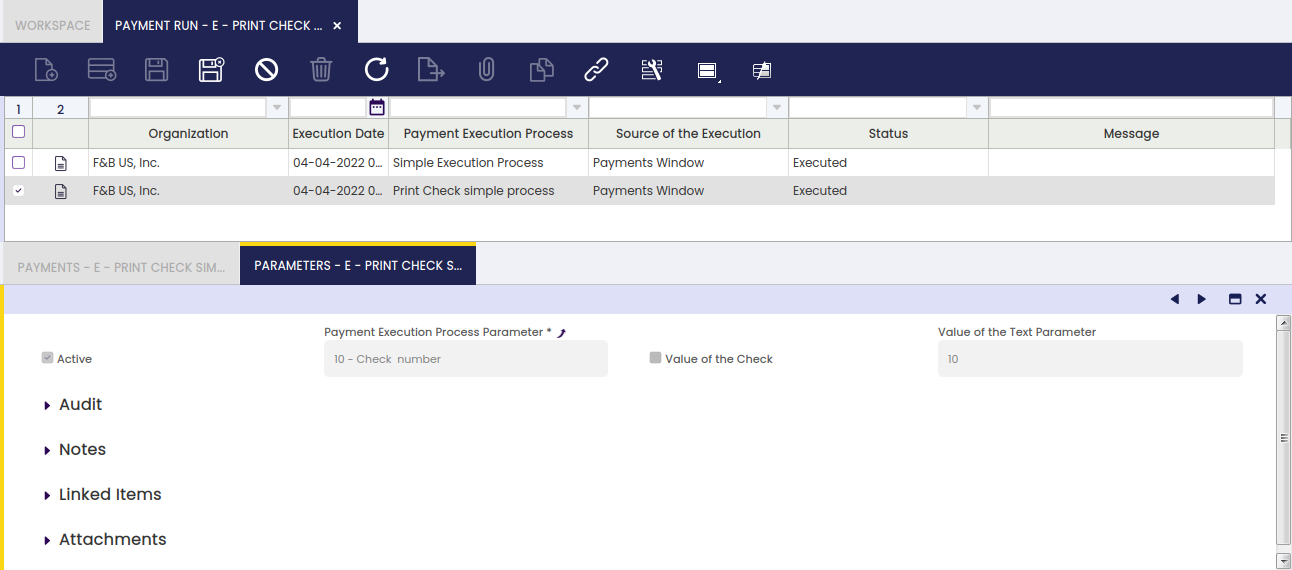 WORKSPACE PAYMENT RUN - E - PRINT CHECK ...
1 2
Organization Execution Date Payment Execution Process Source of the Execution Status Message
F&B US, Inc. 04-04-2022 0... Simple Execution Process Payments Window Executed
F&B US, Inc. 04-04-2022 0... Print Check simple process Payments Window Executed
PAYMENTS - E - PRINT CHECK SIM... PARAMETERS - E - PRINT CHECK S...
Payment Execution Process Parameter * Value of the Text Parameter
Active 10 - Check number Value of the Check 10
Audit
Notes
Linked Items
Attachments